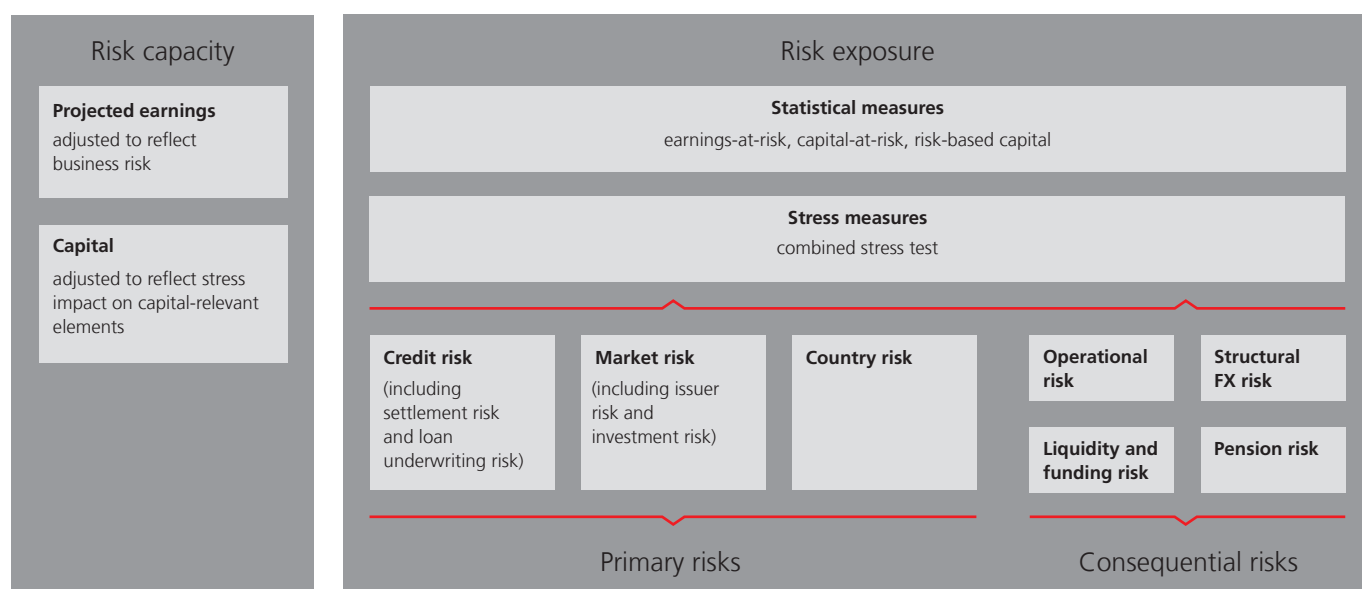 Risk capacity
Projected earnings
adjusted to reflect
business risk
Capital
adjusted to reflect stress
impact on capital-relevant
elements
Risk exposure
Statistical measures
earnings-at-risk, capital-at-risk, risk-based capital
Stress measures
combined stress test
Credit risk
(including
settlement risk
and loan
underwriting risk)
Market risk
(including issuer
risk and
investment risk)
Country risk
Operational
risk
Structural
FX risk
Liquidity and
funding risk
Pension risk
Primary risks
Consequential risks